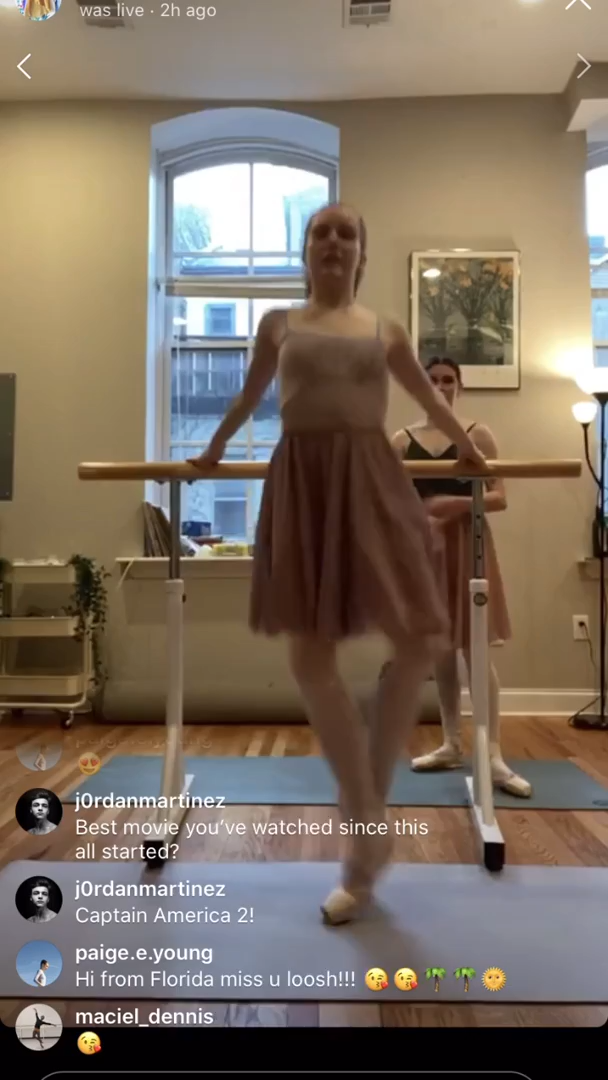 was live · 2h ago
😍
j0rdanmartinez
Best movie you’ve watched since this
all started?
j0rdanmartinez
Captain America 2!
paige.e.young
Hi from Florida miss u loosh!!! 😘 😘 🌴 🌴 🌞
maciel_dennis
😘